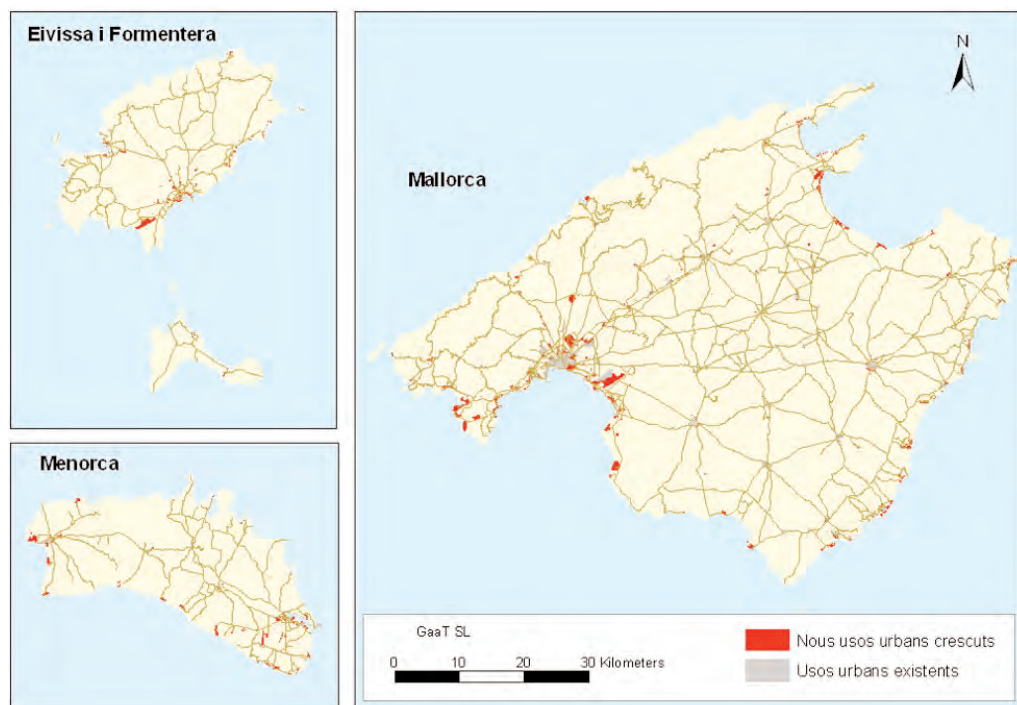 Eivissa i Formentera
Menorca
Mallorca
N
GaaT SL
0 10 20 30 Kilometers
Nous usos urbans crescuts
Usos urbans existents